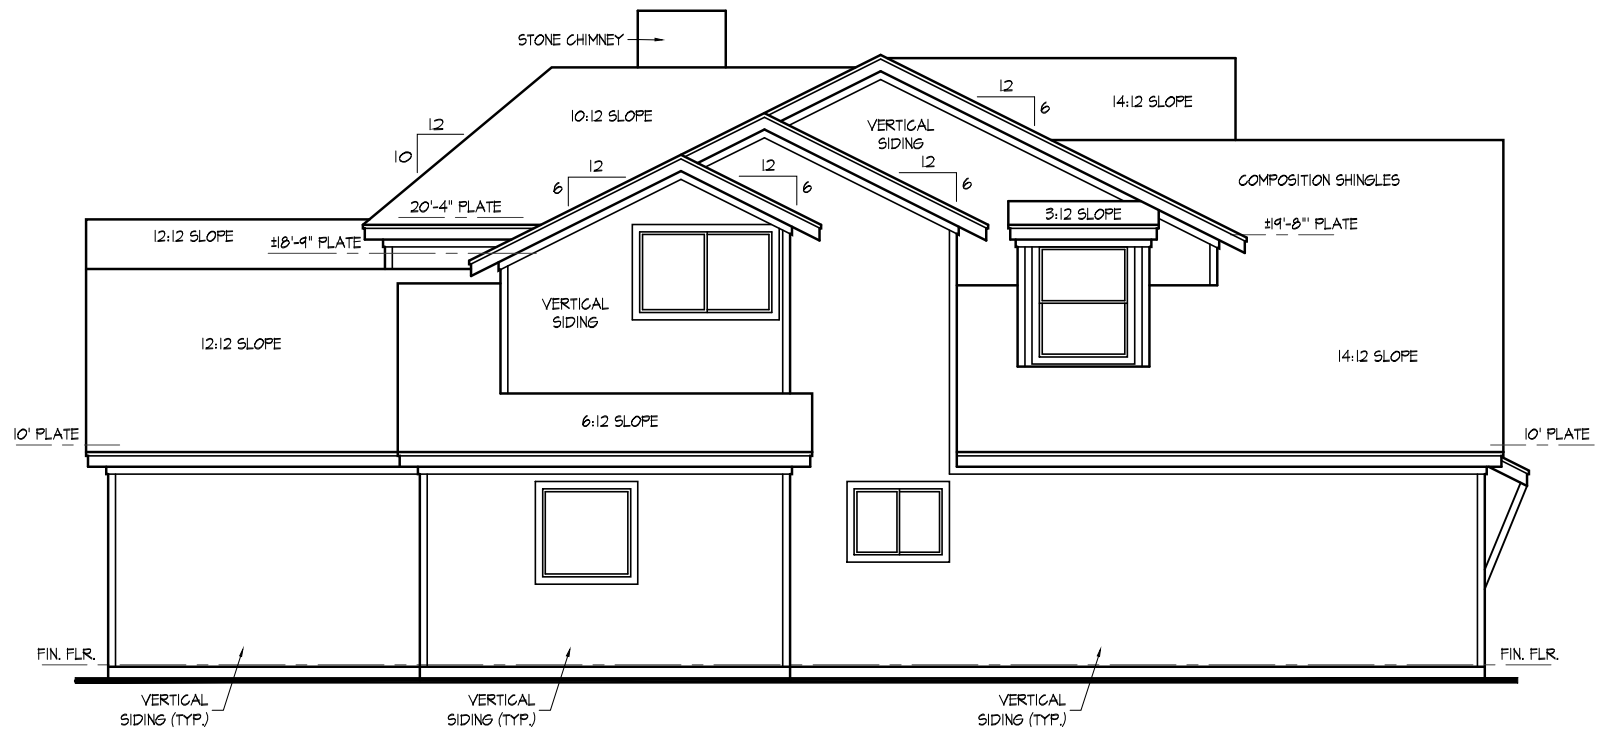 STONE CHIMNEY
12
6
14:12 SLOPE
10:12 SLOPE
12
10
VERTICAL
SIDING
12
6
12
6
12
6
COMPOSITION SHINGLES
20'-4" PLATE
3:12 SLOPE
±19'-8"' PLATE
12:12 SLOPE
±18'-9" PLATE
VERTICAL
SIDING
12:12 SLOPE
14:12 SLOPE
6:12 SLOPE
10' PLATE
10' PLATE
FIN. FLR.
FIN. FLR.
VERTICAL
SIDING (TYP.)
VERTICAL
SIDING (TYP.)
VERTICAL
SIDING (TYP.)